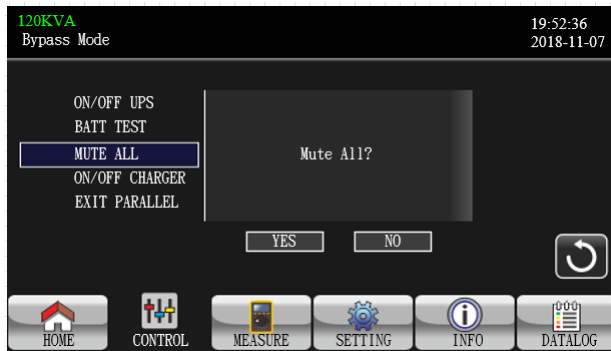 120KVA
Bypass Mode
19:52:36
2018-11-07
ON/OFF UPS
BATT TEST
MUTE ALL
ON/OFF CHARGER
EXIT PARALLEL
Mute All?
YES NO
HOME CONTROL MEASURE SETTING INFO DATALOG